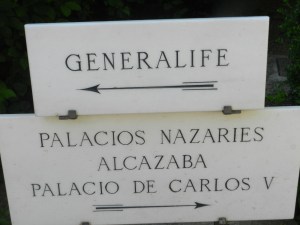 GENERALIFE
PALACIOS NAZARIES
ALCAZABA
PALACIO DE CARLOS V